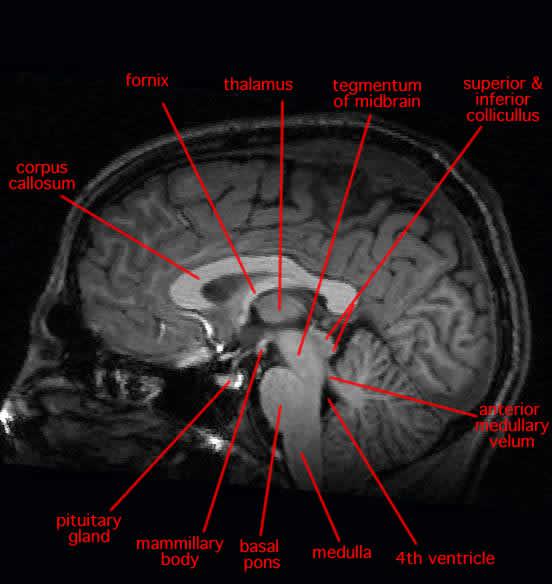 fornix
thalamus
tegmentum
of midbrain
superior &
inferior
collicullus
corpus
callosum
anterior
medullary
velum
pituitary
gland
mammillary
body
basal
pons
medulla
4th ventricle